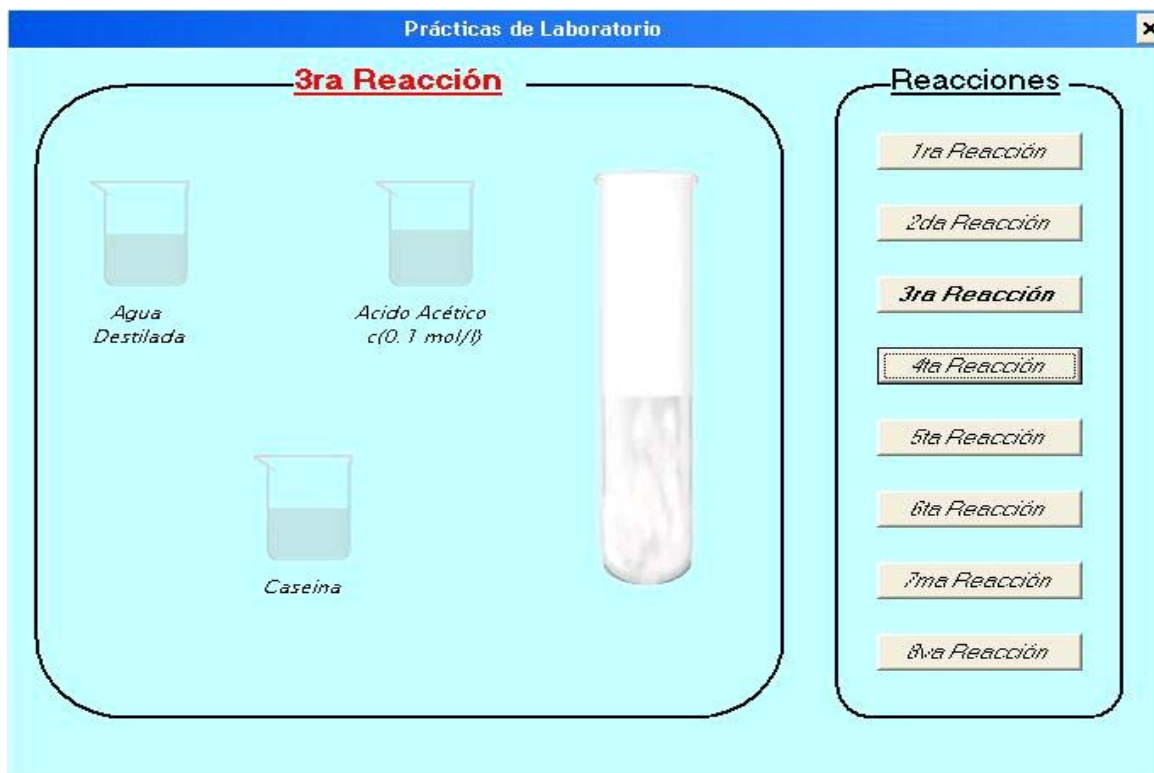 Prácticas de Laboratorio
3ra Reacción
Agua
Destilada
Acido Acético
c(0.1 mol/l)
Caseina
Reacciones
1ra Reacción
2da Reacción
3ra Reacción
4ta Reacción
5ta Reacción
6ta Reacción
7ma Reacción
8va Reacción